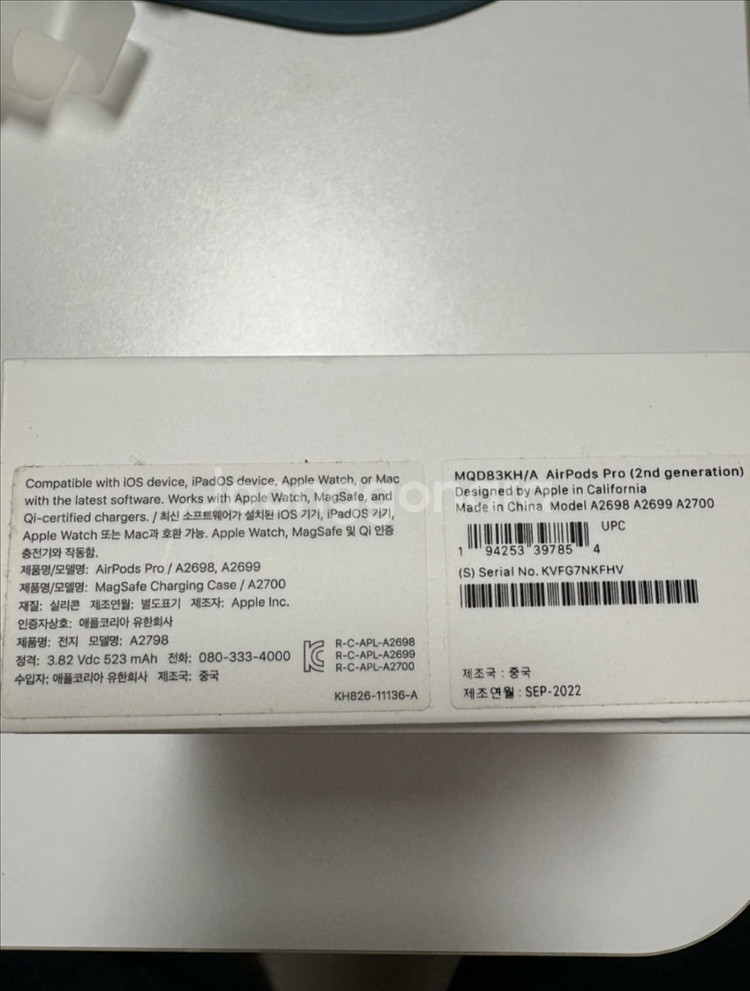 Compatible with iOS device, iPadOS device, Apple Watch, or Mac
with the latest software. Works with Apple Watch, MagSafe, and
Qi-certified chargers. / 최신 소프트웨어가 설치된 iOS 기기, iPadOS 기기,
Apple Watch 또는 Mac과 호환 가능. Apple Watch, MagSafe 및 Qi 인증
충전기와 작동함.
제품명/모델명: AirPods Pro / A2698, A2699
제품명/모델명: MagSafe Charging Case / A2700
재질: 실리콘 제조연월: 별도표기 제조자: Apple Inc.
인증자상호: 애플코리아 유한회사
제품명: 전지 모델명: A2798
정격: 3.82 Vdc 523 mAh 전화: 080-333-4000
수입자: 애플코리아 유한회사 제조국: 중국
R-C-APL-A2698
R-C-APL-A2699
R-C-APL-A2700
KH826-11136-A
MQD83KH/A AirPods Pro (2nd generation)
Designed by Apple in California
Made in China Model A2698 A2699 A2700
UPC
1 94253 39785 4
(S) Serial No. KVFG7NKFHV
제조국 : 중국
제조연월 : SEP-2022